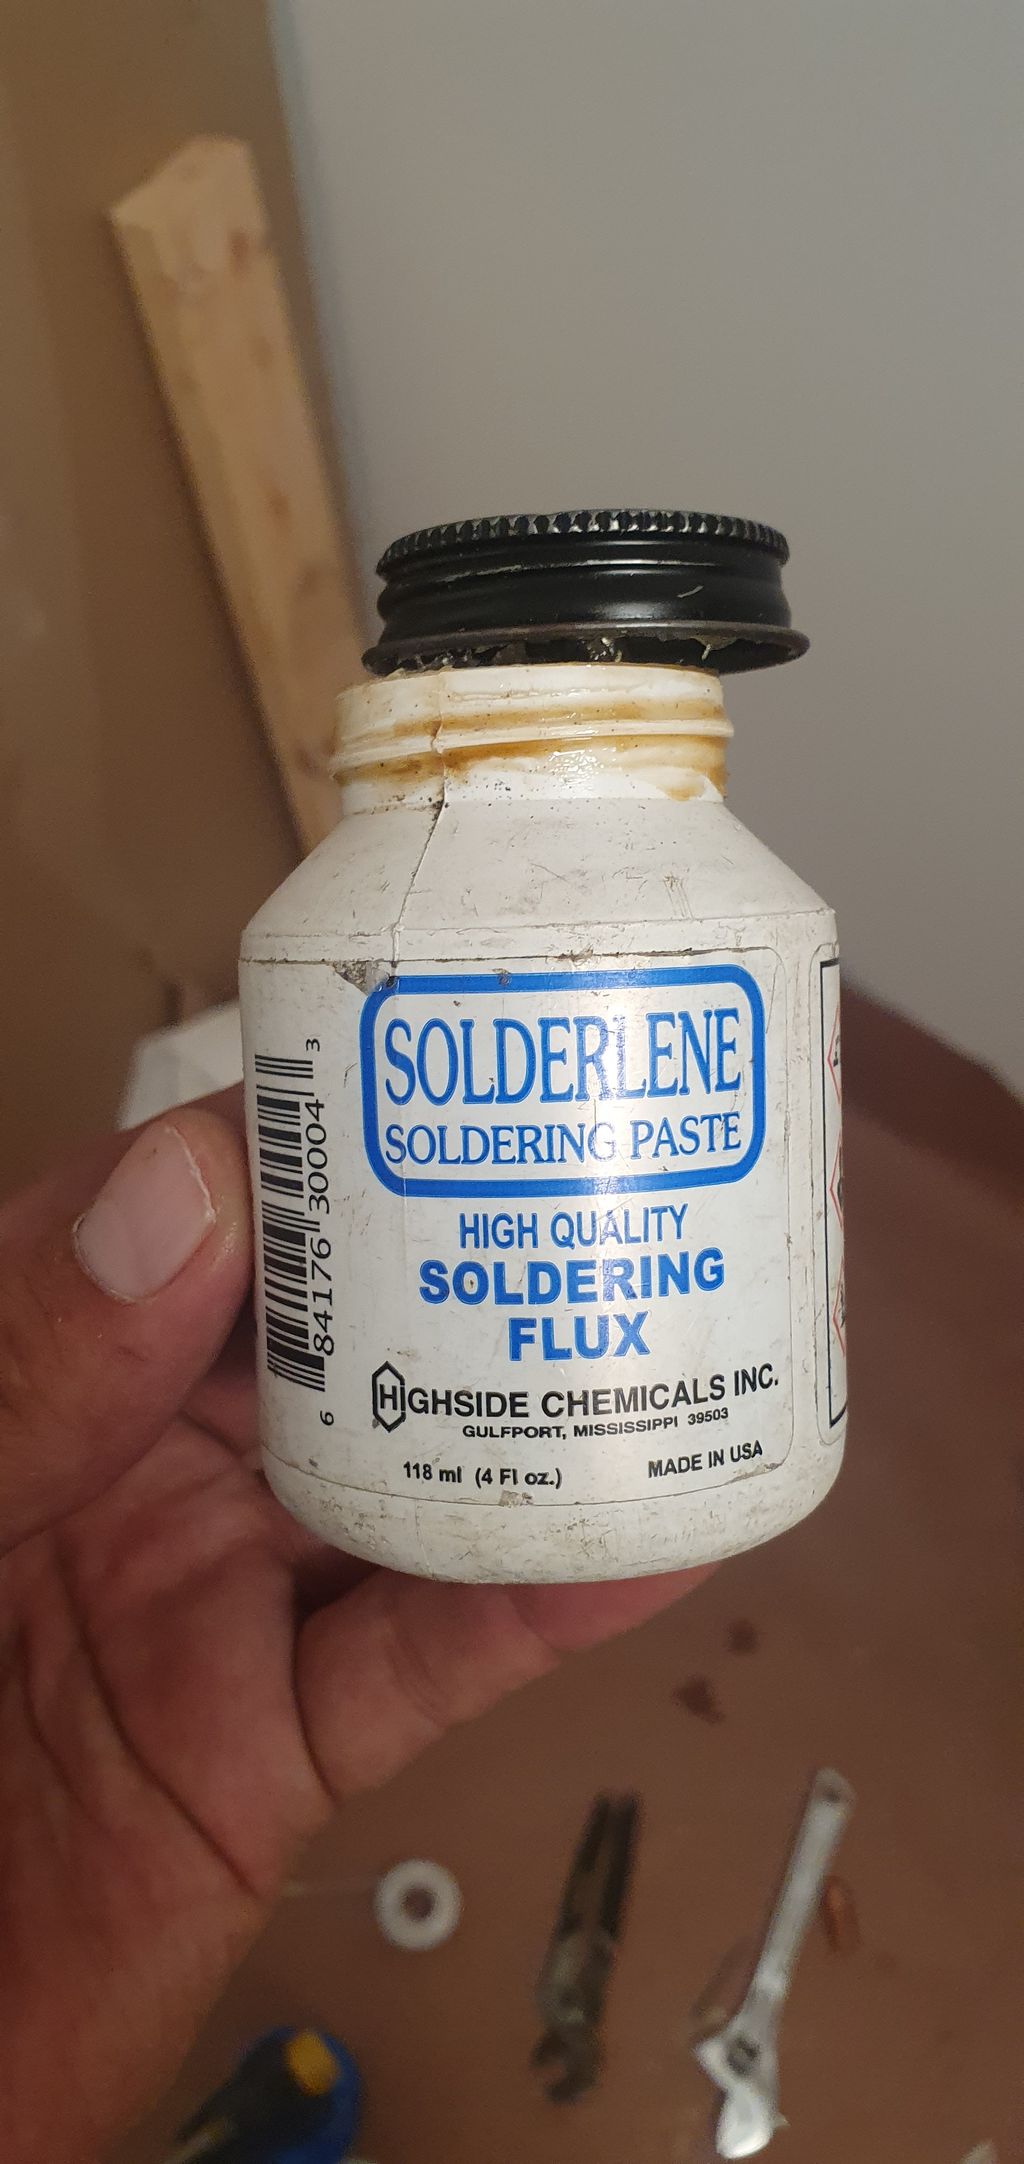 SOLDERLENE
SOLDERING PASTE
HIGH QUALITY
SOLDERING
FLUX
HIGHSIDE CHEMICALS INC.
GULFPORT, MISSISSIPPI 39503
118 ml (4 Fl oz.)
MADE IN USA
6 84176 30004 3